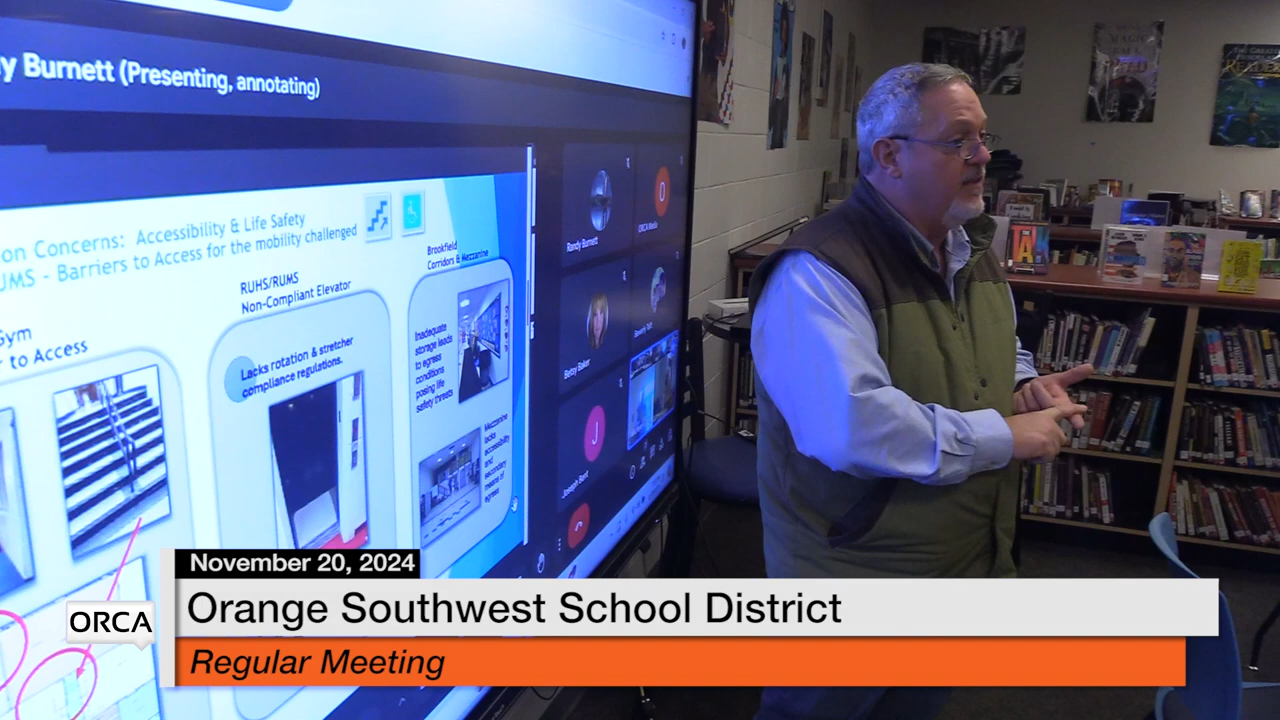 y Burnett (Presenting, annotating)
on Concerns: Accessibility & Life Safety
UMS - Barriers to Access for the mobility challenged
Gym
r to Access
RUHS/RUMS
Non-Compliant Elevator
Lacks rotation & stretcher
compliance regulations.
Brookfield
Corridors & Mezzanine
Inadequate
storage leads
to egress
conditions
posing life
safety threats
Mezzanine
lacks
accessibility
and
secondary
means of
egress
Randy Burnett
O
ORCA Media
Betsy Baker
J
Joseph Bent
November 20, 2024
Orange Southwest School District
Regular Meeting
ORCA